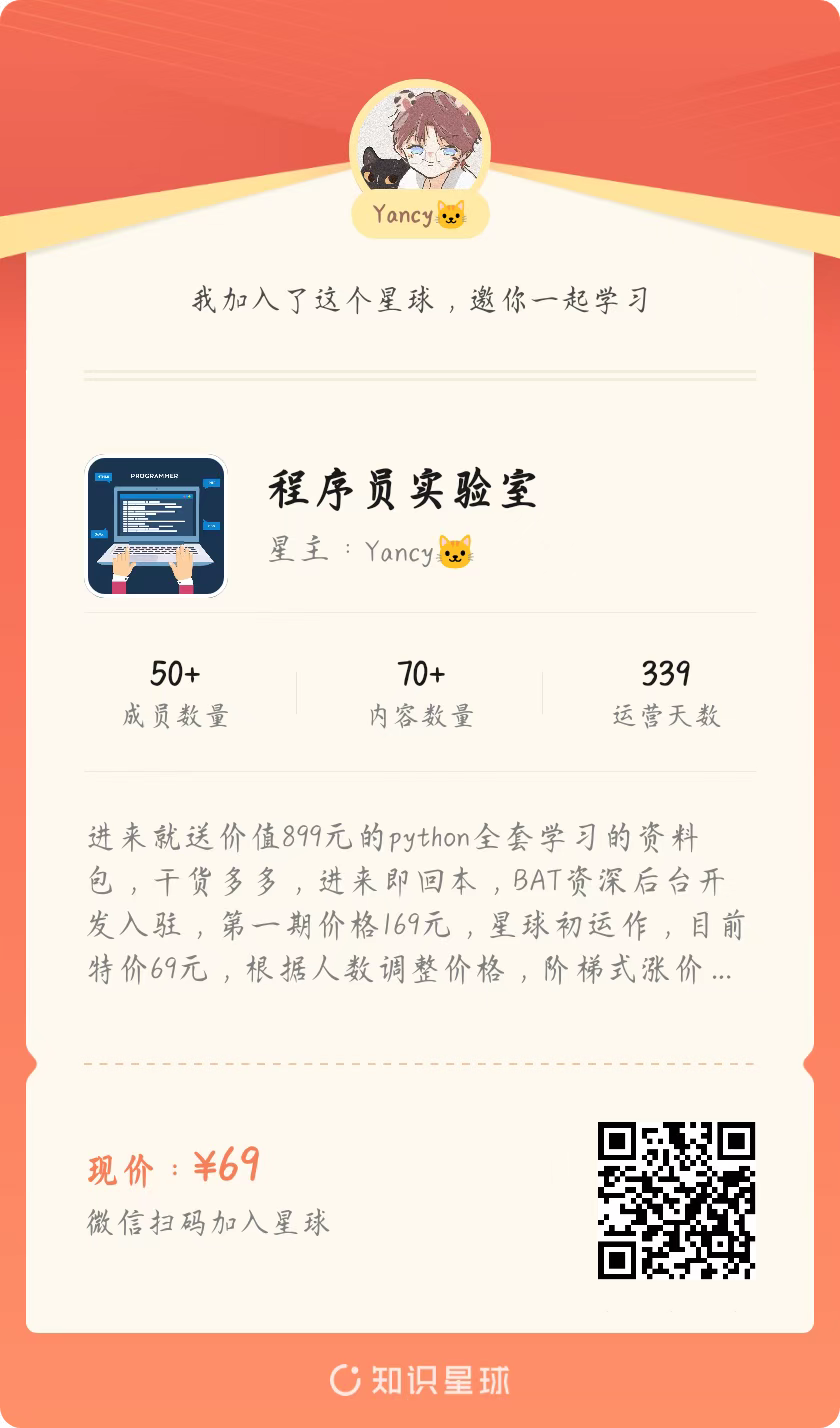 Yancy🐱
我加入了这个星球，邀你一起学习
PROGRAMMER
程序员实验室
星主：Yancy🐱
50+
70+
339
成员数量
内容数量
运营天数
进来就送价值899元的python全套学习的资料
包，干货多多，进来即回本，BAT资深后台开
发入驻，第一期价格169元，星球初运作，目前
特价69元，根据人数调整价格，阶梯式涨价...
现价：¥69
微信扫码加入星球
知识星球